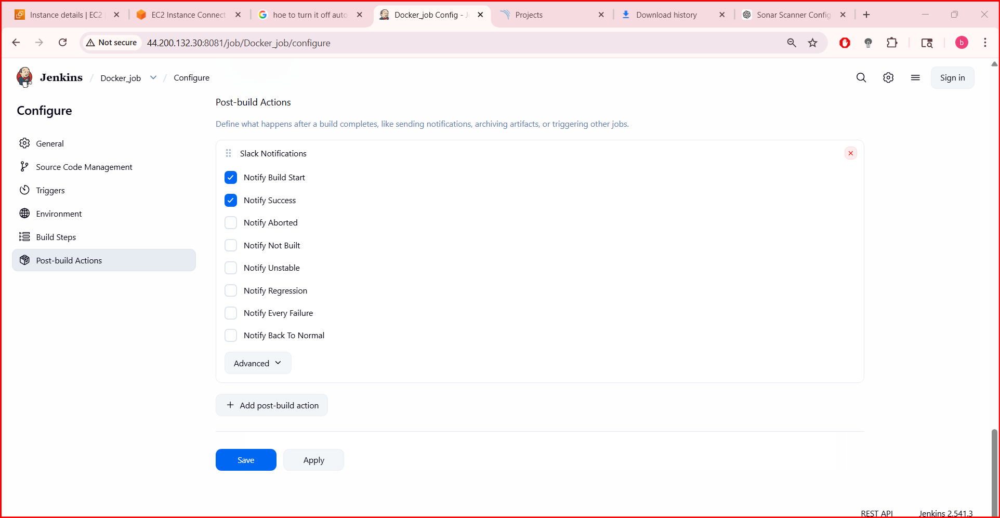 Instance details | EC2
EC2 Instance Connect
hoe to turn it off auto
Docker_job Config - Je
Projects
Download history
Sonar Scanner Config
Not secure
44.200.132.30:8081/job/Docker_job/configure
b
Jenkins / Docker_job / Configure
Sign in
Configure
General
Source Code Management
Triggers
Environment
Build Steps
Post-build Actions
Post-build Actions
Define what happens after a build completes, like sending notifications, archiving artifacts, or triggering other jobs.
Slack Notifications
Notify Build Start
Notify Success
Notify Aborted
Notify Not Built
Notify Unstable
Notify Regression
Notify Every Failure
Notify Back To Normal
Advanced
Add post-build action
Save
Apply
REST API
Jenkins 2.541.3